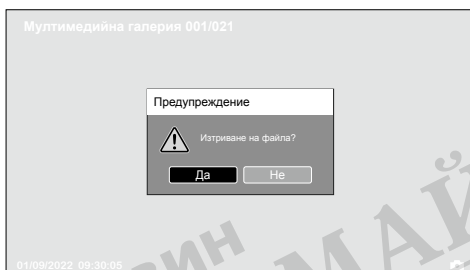 Мултимедийна галерия 001/021
Предупреждение
Изтриване на файла?
Да
Не
01/09/2022 09:30:05